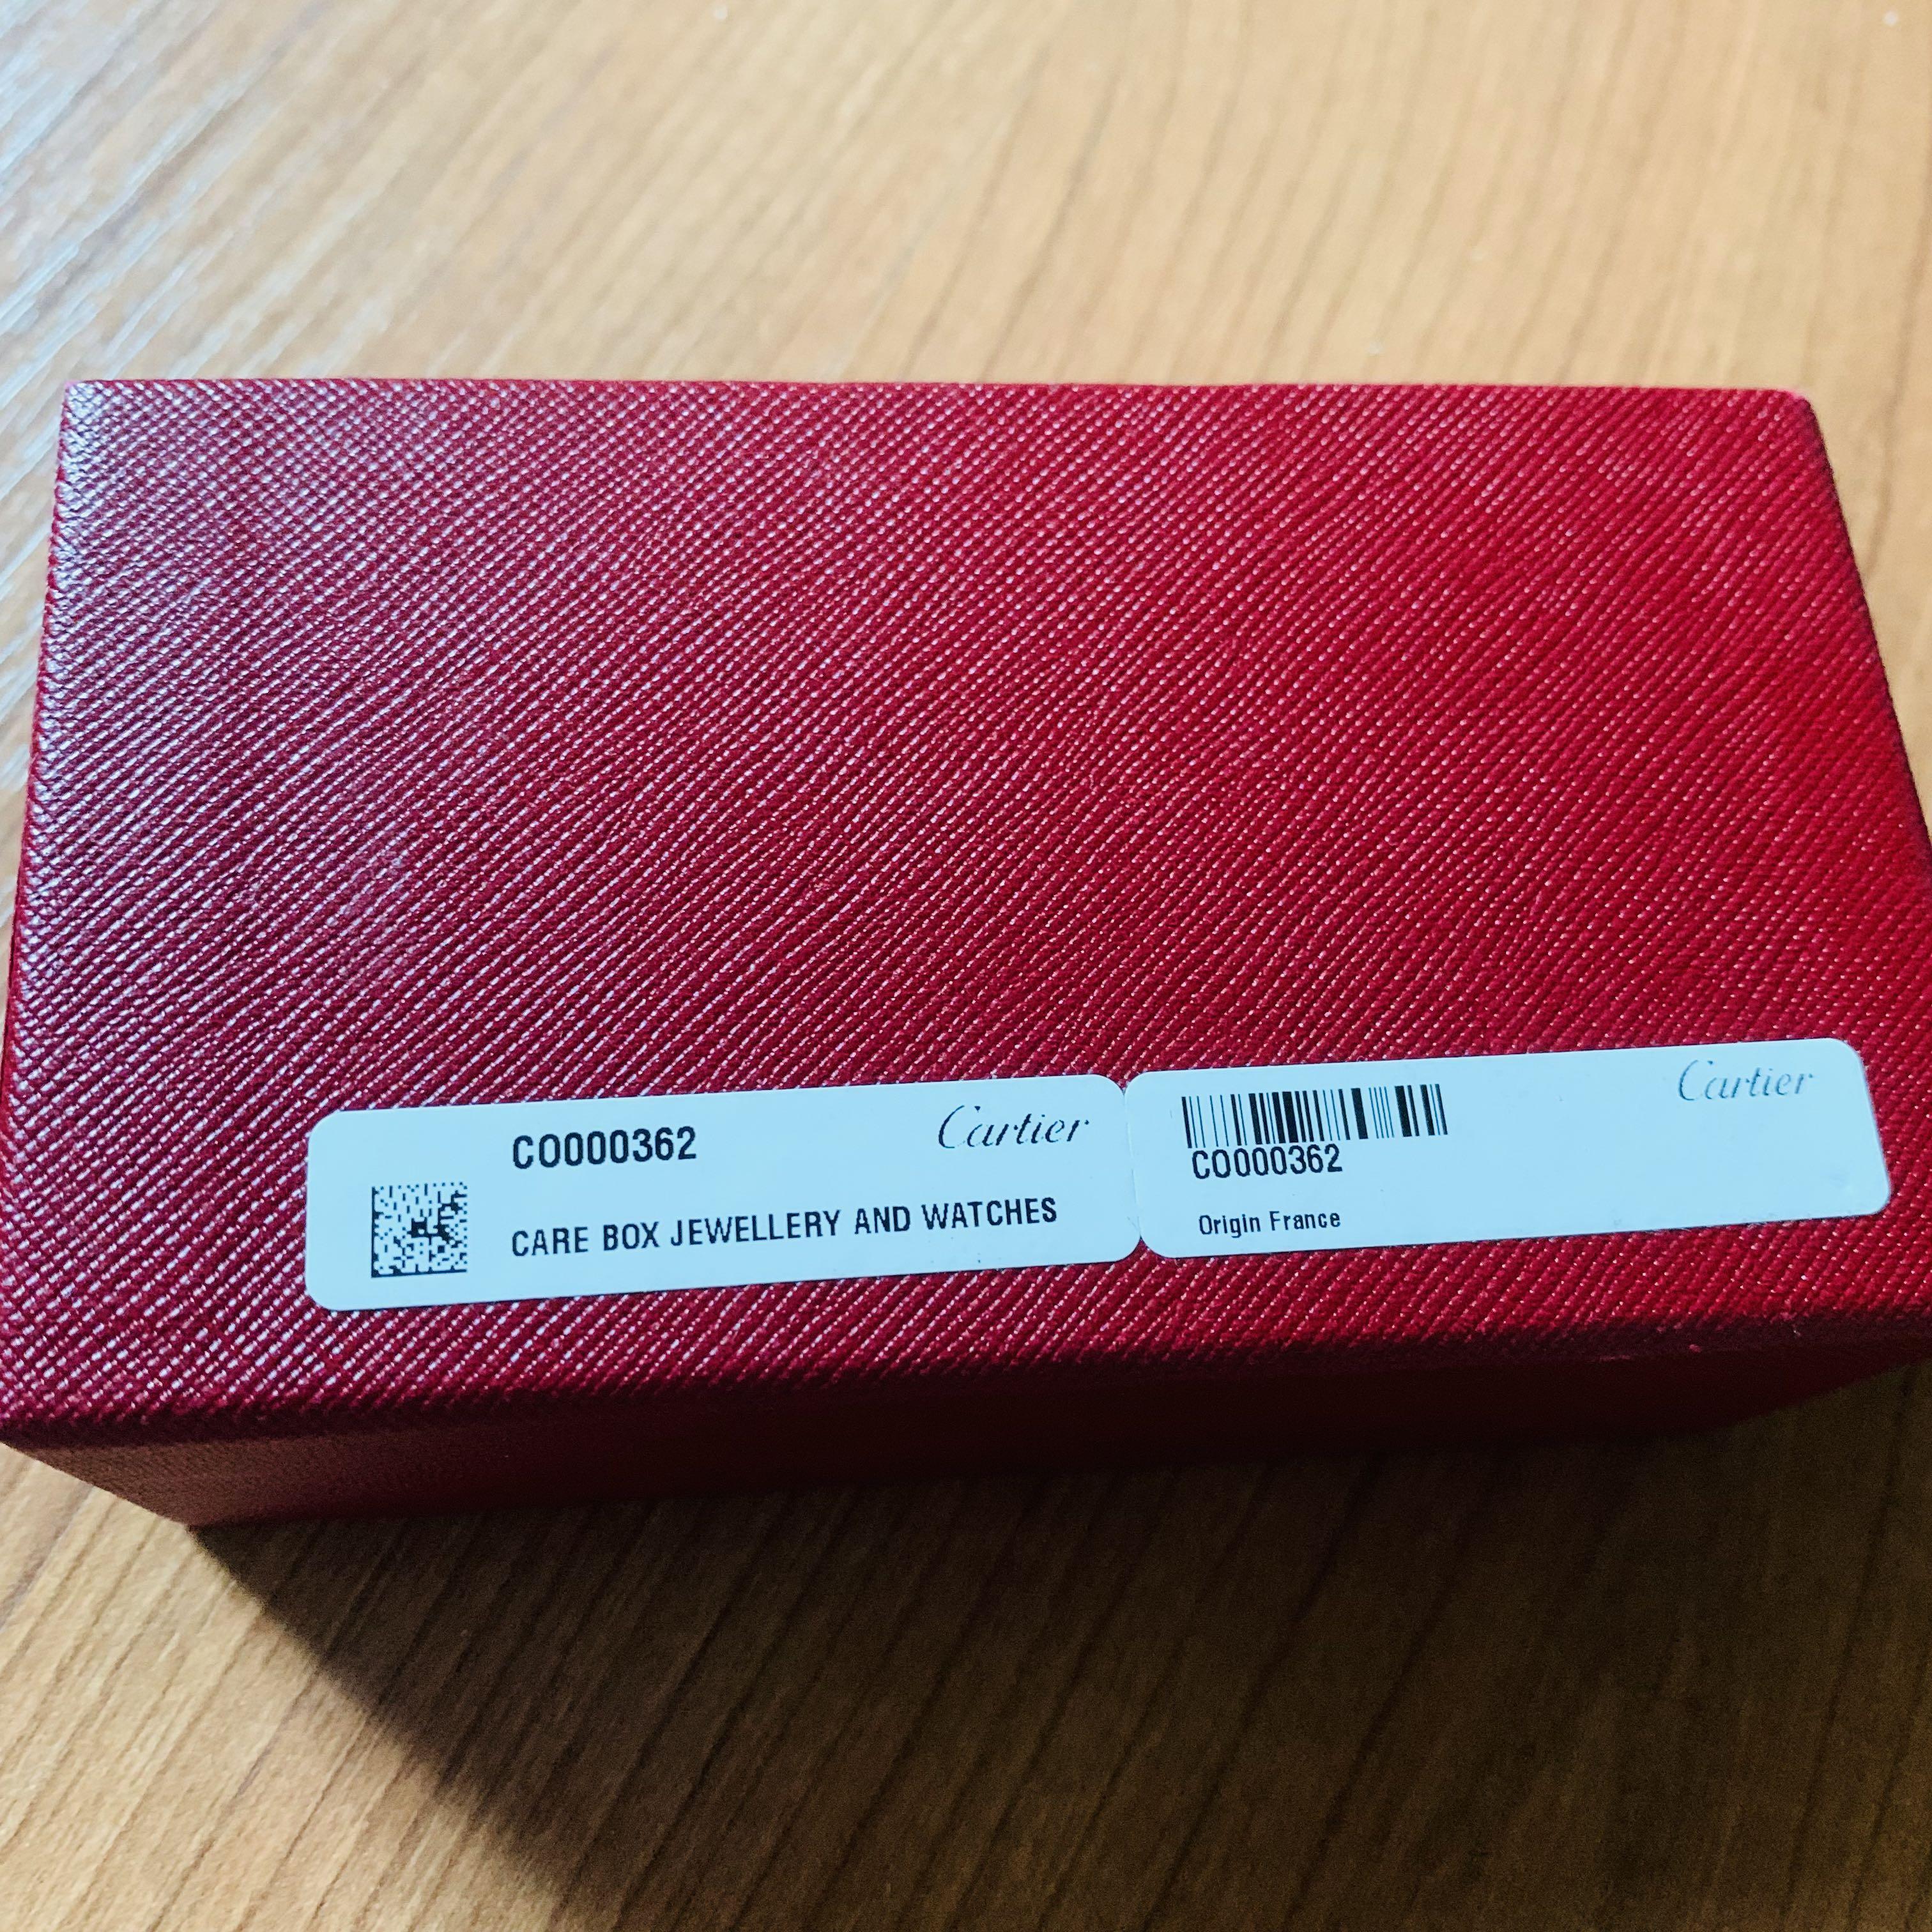 CO000362
Cartier
CARE BOX JEWELLERY AND WATCHES
Cartier
CO000362
Origin France